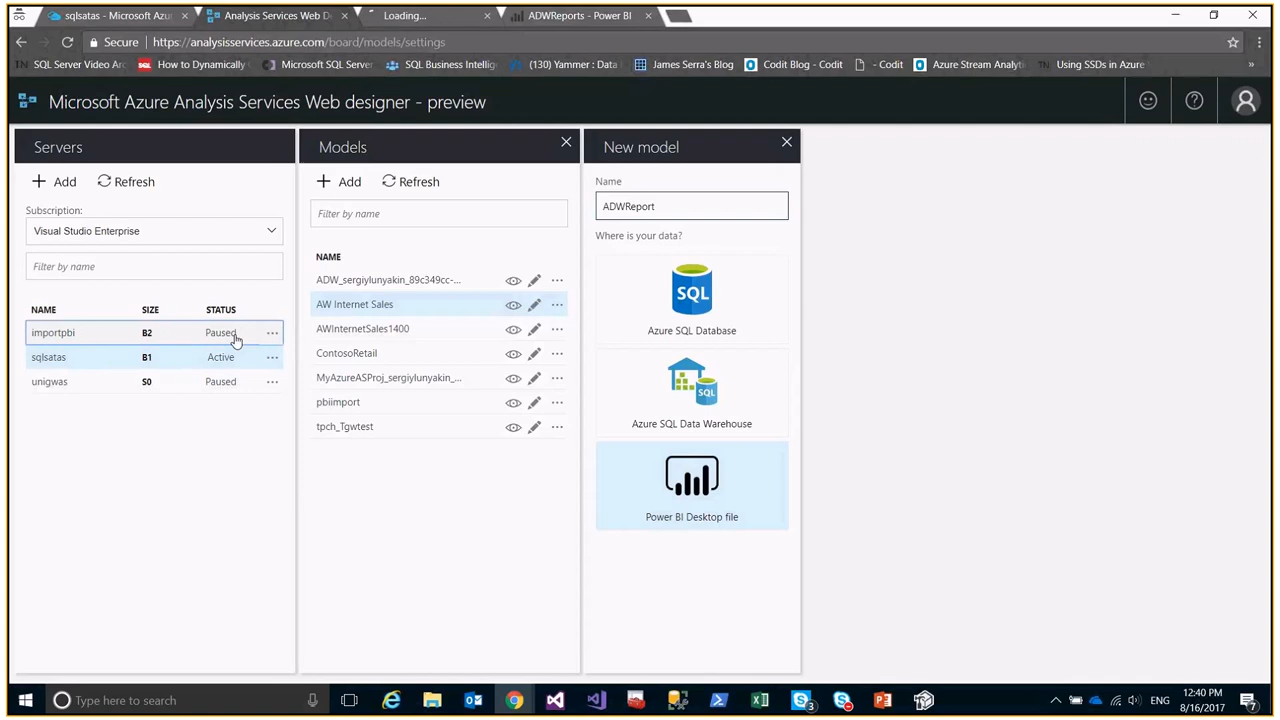 sqlsatas - Microsoft Azu
Analysis Services Web D
Loading...
ADWReports - Power BI
Secure
https://analysisservices.azure.com/board/models/settings
SQL Server Video Arc
How to Dynamically
Microsoft SQL Server
SQL Business Intellig
(130) Yammer : Data
James Serra's Blog
Codit Blog - Codit
- Codit
Azure Stream Analyti
Using SSDs in Azure
»
Microsoft Azure Analysis Services Web designer - preview
Servers
Models
New model
+ Add
Refresh
+ Add
Refresh
Name
ADWReport
Where is your data?
Subscription:
Visual Studio Enterprise
Filter by name
Filter by name
NAME SIZE STATUS
importpbi B2 Paused ...
sqlsatas B1 Active ...
unigwas S0 Paused ...
NAME
ADW_sergiylunyakin_89c349cc-...
AW Internet Sales
AWInternetSales1400
ContosoRetail
MyAzureASProj_sergiylunyakin_...
pbiimport
tpch_Tgwtest
SQL
Azure SQL Database
SQL
Azure SQL Data Warehouse
Power BI Desktop file
Type here to search
3
ENG
12:40 PM
8/16/2017
7